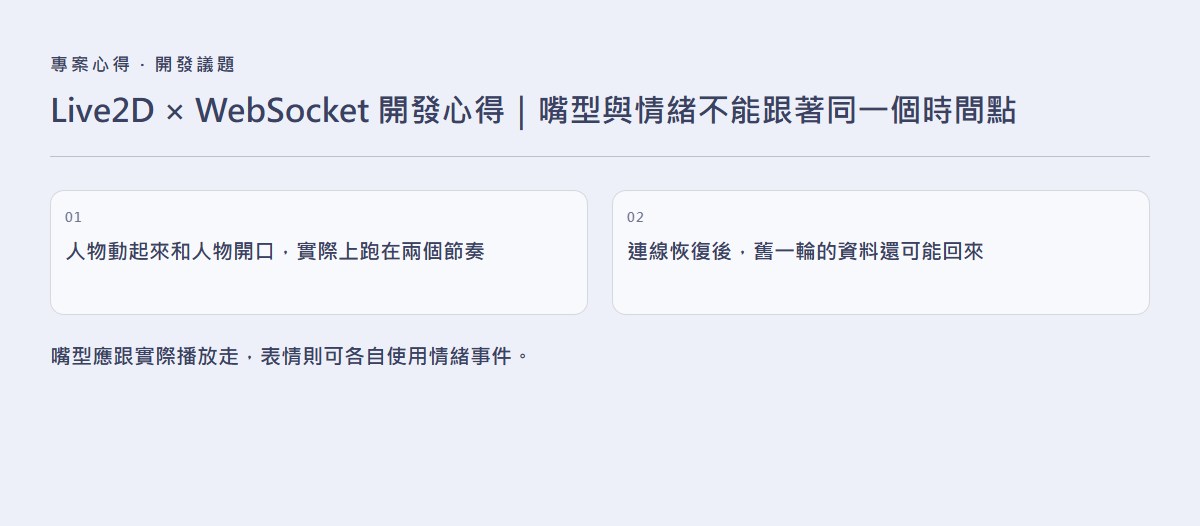 專案心得 · 開發議題
Live2D × WebSocket 開發心得｜嘴型與情緒不能跟著同一個時間點
01
人物動起來和人物開口，實際上跑在兩個節奏
02
連線恢復後，舊一輪的資料還可能回來
嘴型應跟實際播放走，表情則可各自使用情緒事件。